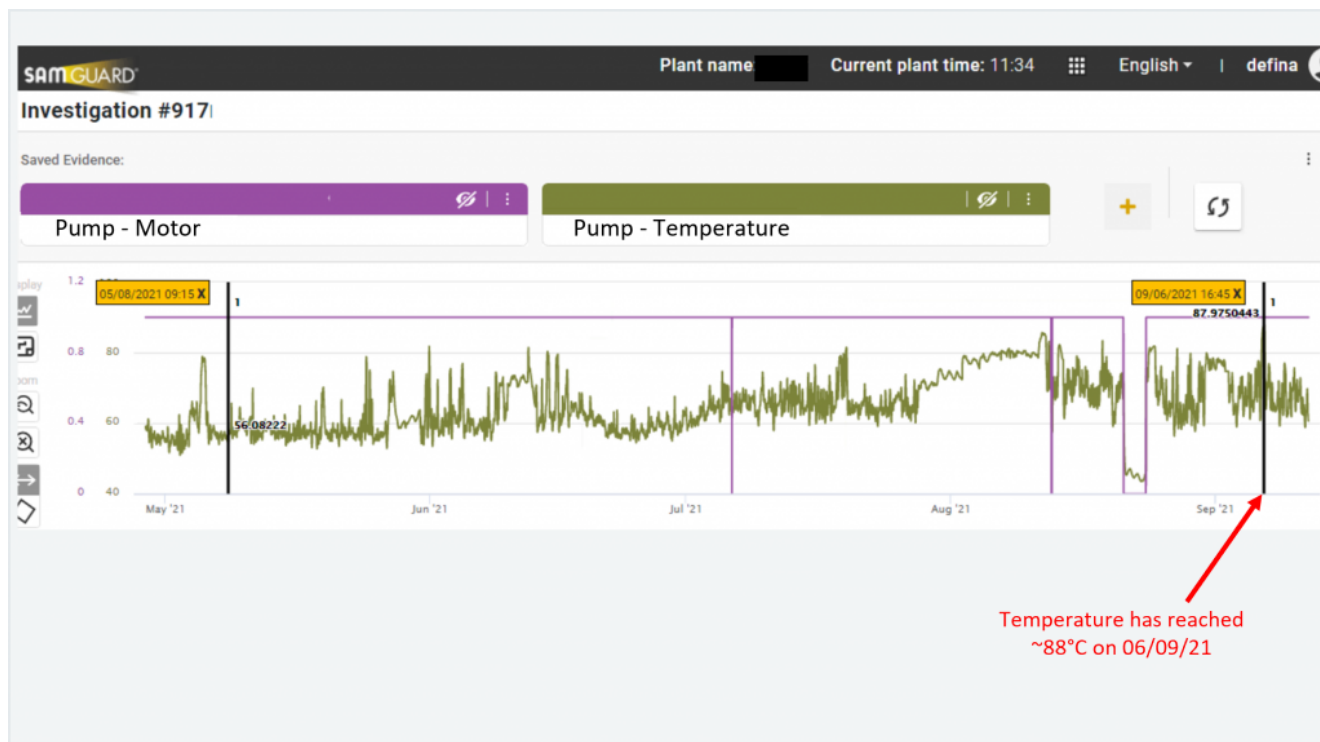 SAMGUARD
Plant name
Current plant time: 11:34
English
defina
Investigation #917
Saved Evidence:
Pump - Motor
Pump - Temperature
1.2
05/08/2021 09:15 X
1
09/06/2021 16:45 X
1
87.9750443
0.8 80
0.4 60
56.08222
0 40
May '21
Jun '21
Jul '21
Aug '21
Sep '21
Temperature has reached
~88°C on 06/09/21